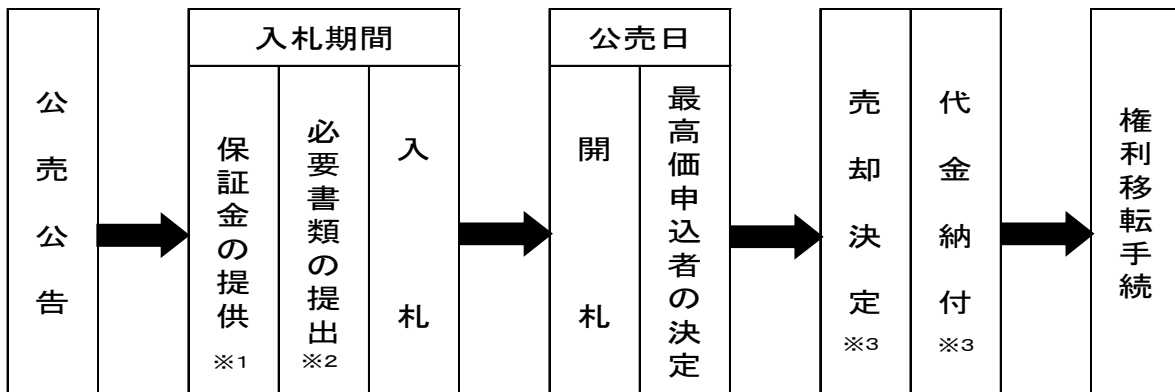 公売公告
入札期間
保証金の提供※1
必要書類の提出※2
入札
公売日
開札
最高価申込者の決定
売却決定※3
代金納付※3
権利移転手続